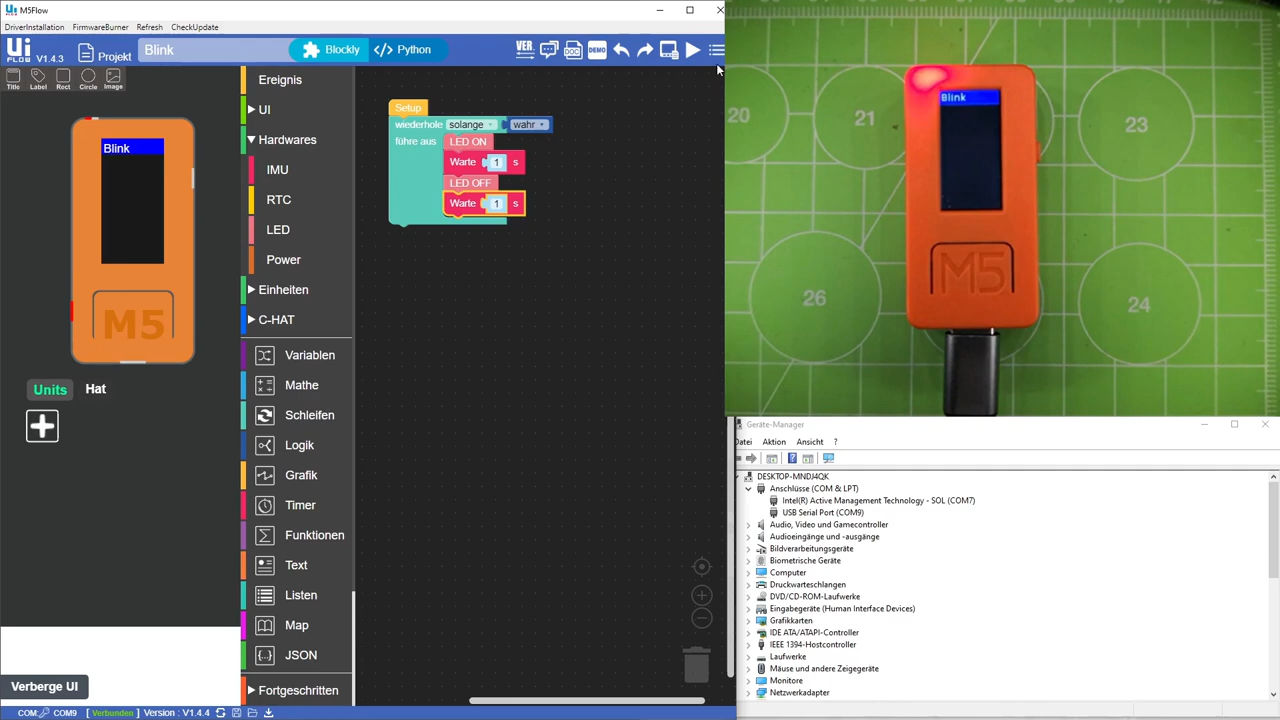 M5Flow
DriverInstallation FirmwareBurner Refresh CheckUpdate
Ui FLOW V1.4.3 Projekt Blink Blockly </> Python VER. DOC DEMO
Title Label Rect Circle Image
Blink
M5
Units Hat
Verberge UI
Ereignis
UI
Hardwares
IMU
RTC
LED
Power
Einheiten
C-HAT
Variablen
Mathe
Schleifen
Logik
Grafik
Timer
Funktionen
Text
Listen
Map
JSON
Fortgeschritten
Setup
wiederhole solange wahr
führe aus LED ON
Warte 1 s
LED OFF
Warte 1 s
COM: COM9 [ Verbunden ] Version : V1.4.4
Blink
M5
20
21
23
26
24
Geräte-Manager
Datei Aktion Ansicht ?
DESKTOP-MNDJ4QK
Anschlüsse (COM & LPT)
Intel(R) Active Management Technology - SOL (COM7)
USB Serial Port (COM9)
Audio, Video und Gamecontroller
Audioeingänge und -ausgänge
Bildverarbeitungsgeräte
Biometrische Geräte
Computer
Druckwarteschlangen
DVD/CD-ROM-Laufwerke
Eingabegeräte (Human Interface Devices)
Grafikkarten
IDE ATA/ATAPI-Controller
IEEE 1394-Hostcontroller
Laufwerke
Mäuse und andere Zeigegeräte
Monitore
Netzwerkadapter